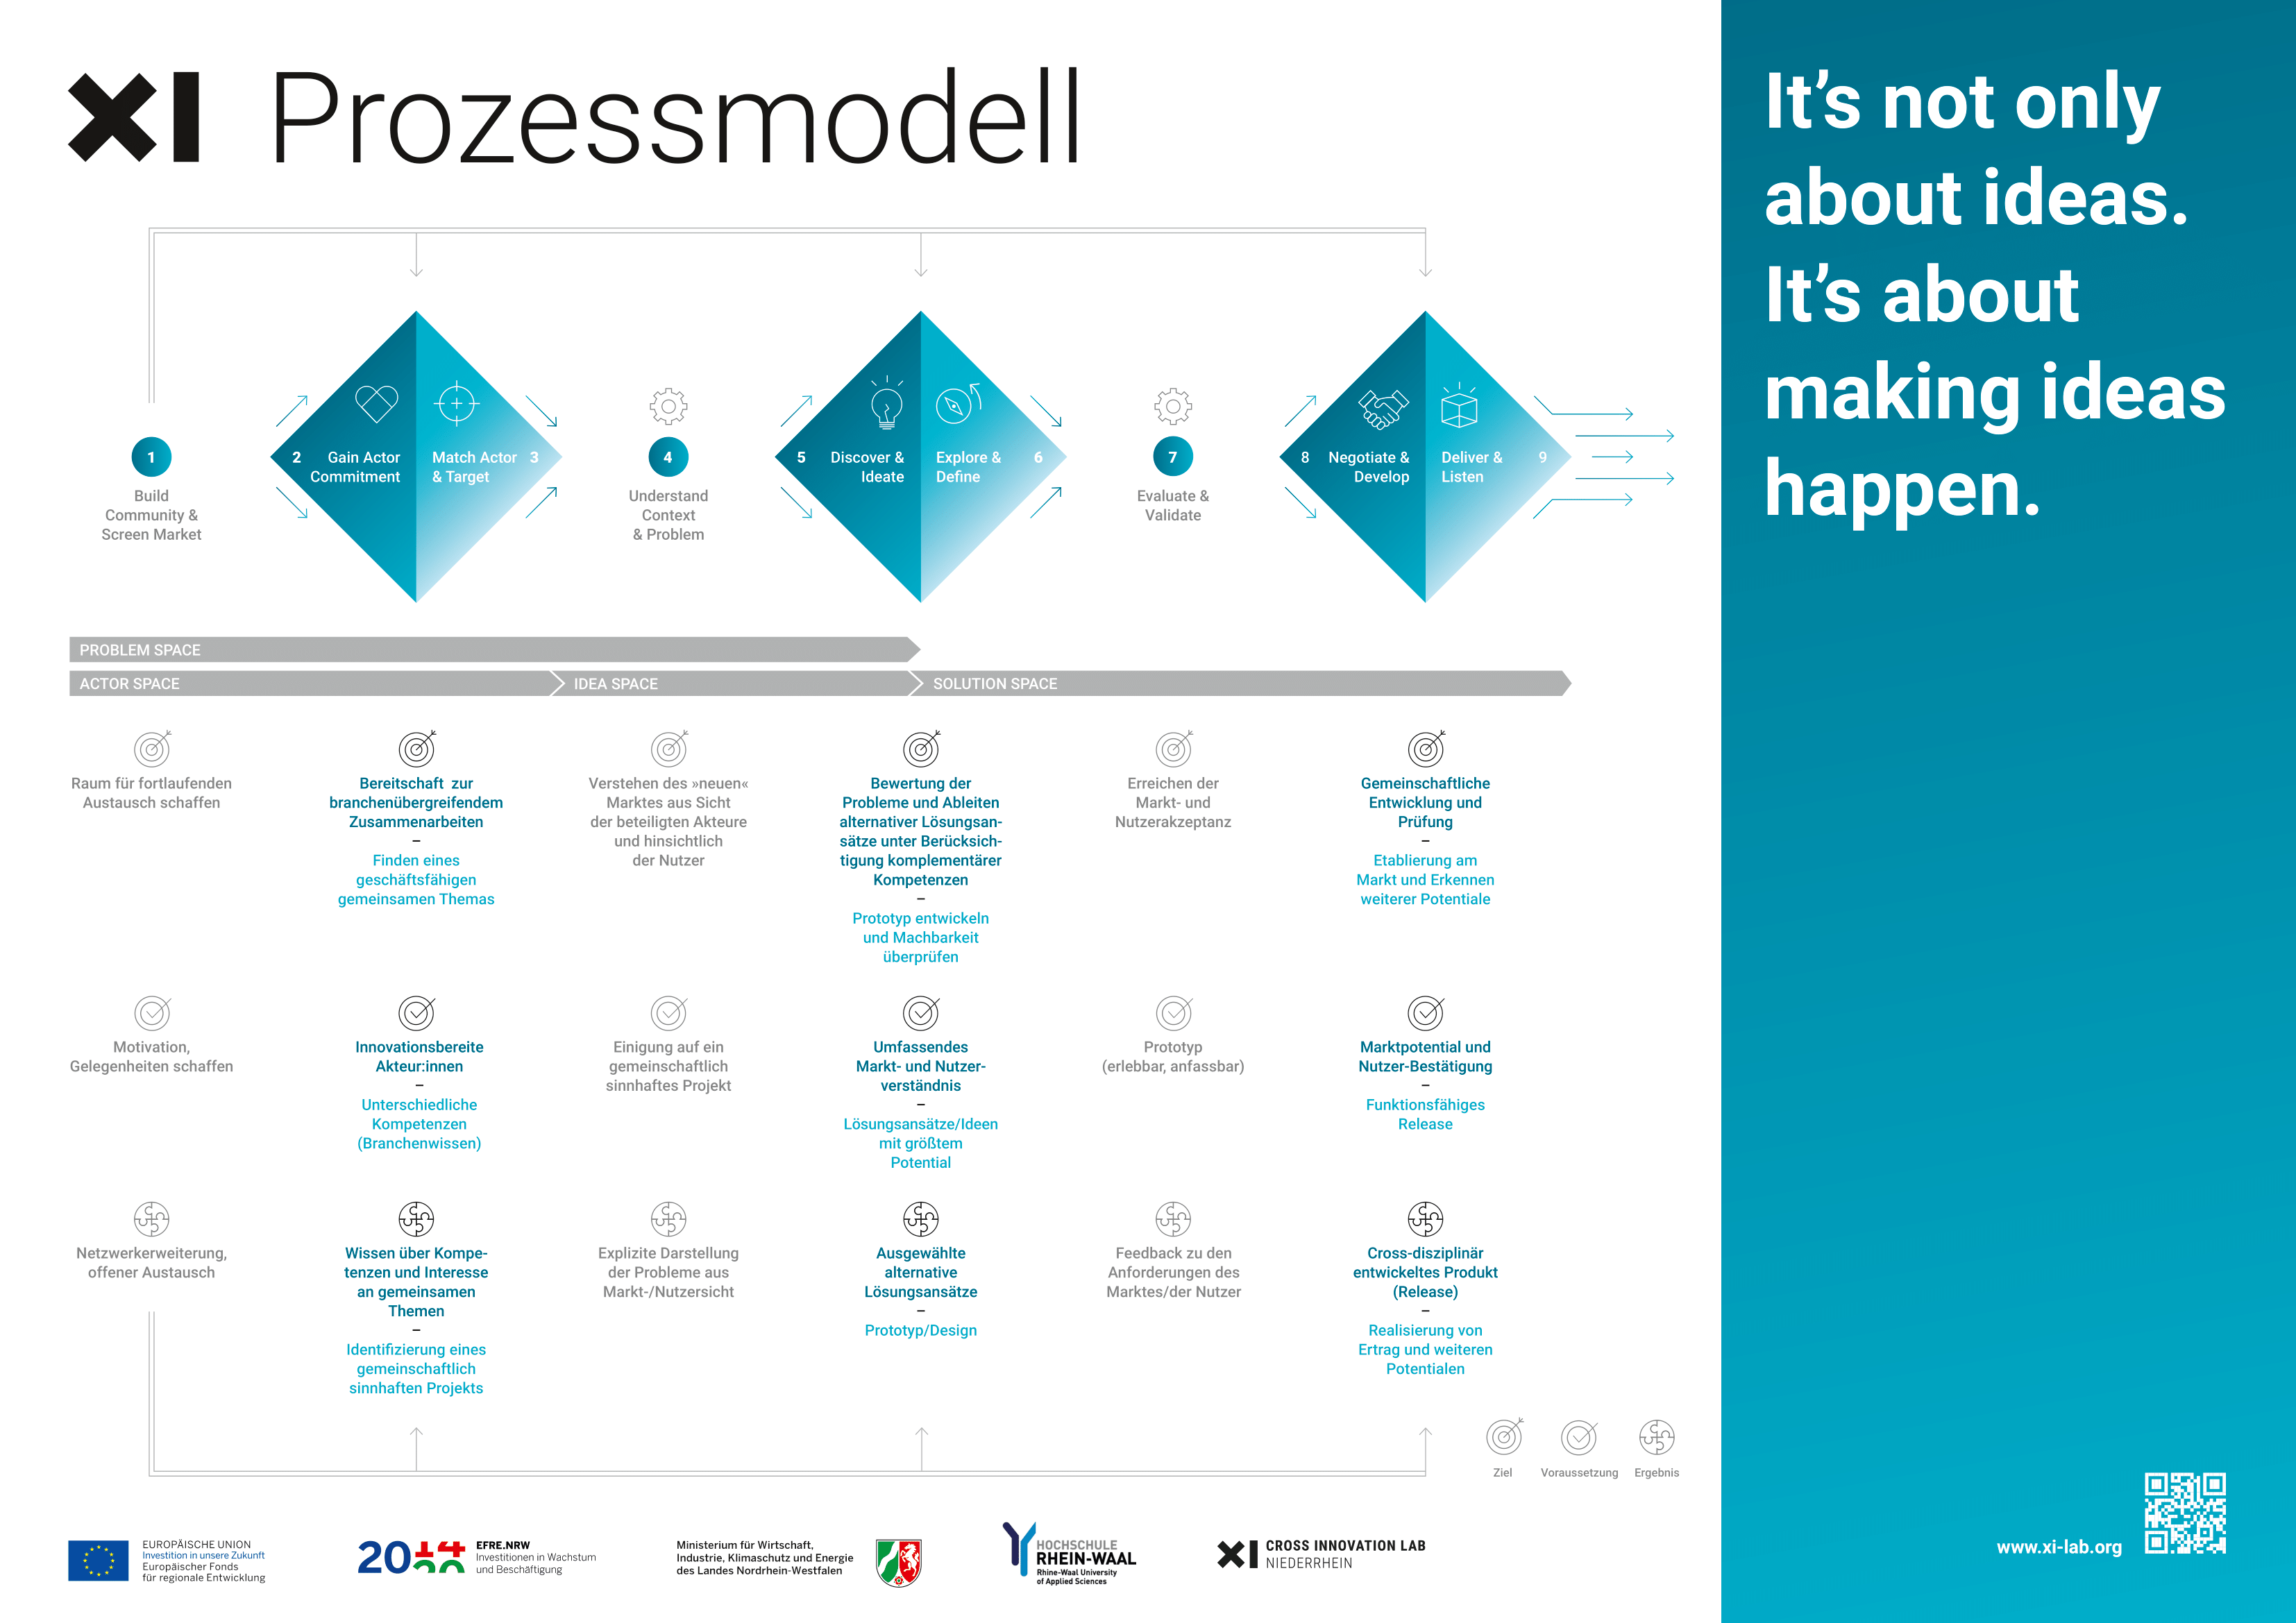 XI Prozessmodell
It’s not only
about ideas.
It’s about
making ideas
happen.
1
Build
Community &
Screen Market
2 Gain Actor
Commitment
Match Actor 3
& Target
4
Understand
Context
& Problem
5 Discover &
Ideate
Explore & 6
Define
7
Evaluate &
Validate
8 Negotiate &
Develop
Deliver & 9
Listen
PROBLEM SPACE
ACTOR SPACE
IDEA SPACE
SOLUTION SPACE
Raum für fortlaufenden
Austausch schaffen
Bereitschaft zur
branchenübergreifendem
Zusammenarbeiten
–
Finden eines
geschäftsfähigen
gemeinsamen Themas
Verstehen des »neuen«
Marktes aus Sicht
der beteiligten Akteure
und hinsichtlich
der Nutzer
Bewertung der
Probleme und Ableiten
alternativer Lösungsan-
sätze unter Berücksich-
tigung komplementärer
Kompetenzen
–
Prototyp entwickeln
und Machbarkeit
überprüfen
Erreichen der
Markt- und
Nutzerakzeptanz
Gemeinschaftliche
Entwicklung und
Prüfung
–
Etablierung am
Markt und Erkennen
weiterer Potentiale
Motivation,
Gelegenheiten schaffen
Innovationsbereite
Akteur:innen
–
Unterschiedliche
Kompetenzen
(Branchenwissen)
Einigung auf ein
gemeinschaftlich
sinnhaftes Projekt
Umfassendes
Markt- und Nutzer-
verständnis
–
Lösungsansätze/Ideen
mit größtem
Potential
Prototyp
(erlebbar, anfassbar)
Marktpotential und
Nutzer-Bestätigung
–
Funktionsfähiges
Release
Netzwerkerweiterung,
offener Austausch
Wissen über Kompe-
tenzen und Interesse
an gemeinsamen
Themen
–
Identifizierung eines
gemeinschaftlich
sinnhaften Projekts
Explizite Darstellung
der Probleme aus
Markt-/Nutzersicht
Ausgewählte
alternative
Lösungsansätze
–
Prototyp/Design
Feedback zu den
Anforderungen des
Marktes/der Nutzer
Cross-disziplinär
entwickeltes Produkt
(Release)
–
Realisierung von
Ertrag und weiteren
Potentialen
Ziel
Voraussetzung
Ergebnis
EUROPÄISCHE UNION
Investition in unsere Zukunft
Europäischer Fonds
für regionale Entwicklung
2014
20
EFRE.NRW
Investitionen in Wachstum
und Beschäftigung
Ministerium für Wirtschaft,
Industrie, Klimaschutz und Energie
des Landes Nordrhein-Westfalen
HOCHSCHULE
RHEIN-WAAL
Rhine-Waal University
of Applied Sciences
XI CROSS INNOVATION LAB
NIEDERRHEIN
www.xi-lab.org